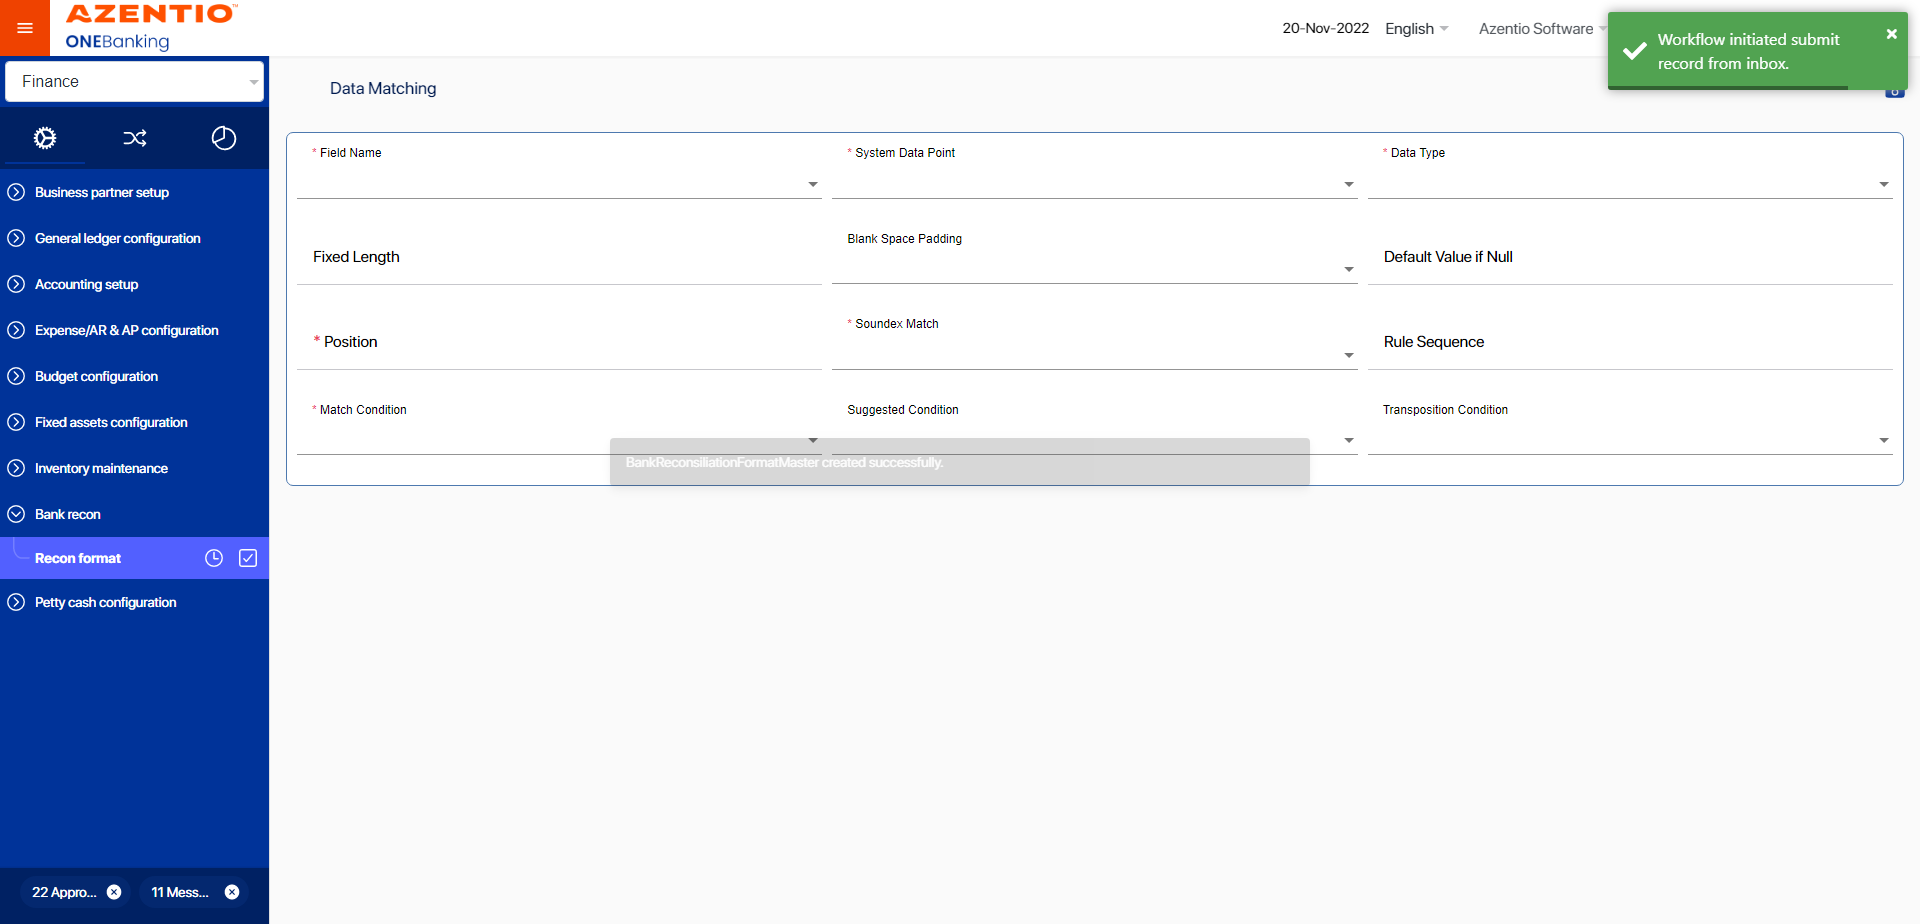 AZENTIO™
ONEBanking
20-Nov-2022
English
Azentio Software
Workflow initiated submit
record from inbox.
Finance
Data Matching
Business partner setup
General ledger configuration
Accounting setup
Expense/AR & AP configuration
Budget configuration
Fixed assets configuration
Inventory maintenance
Bank recon
Recon format
Petty cash configuration
22 Appro...
11 Mess...
* Field Name
* System Data Point
* Data Type
Fixed Length
Blank Space Padding
Default Value if Null
* Position
* Soundex Match
Rule Sequence
* Match Condition
Suggested Condition
Transposition Condition
BankReconsiliationFormatMaster created successfully.